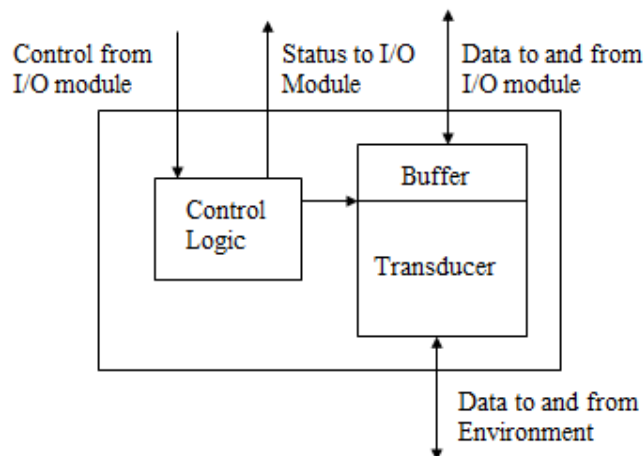 Control from
I/O module
Status to I/O
Module
Data to and from
I/O module
Buffer
Control
Logic
Transducer
Data to and from
Environment